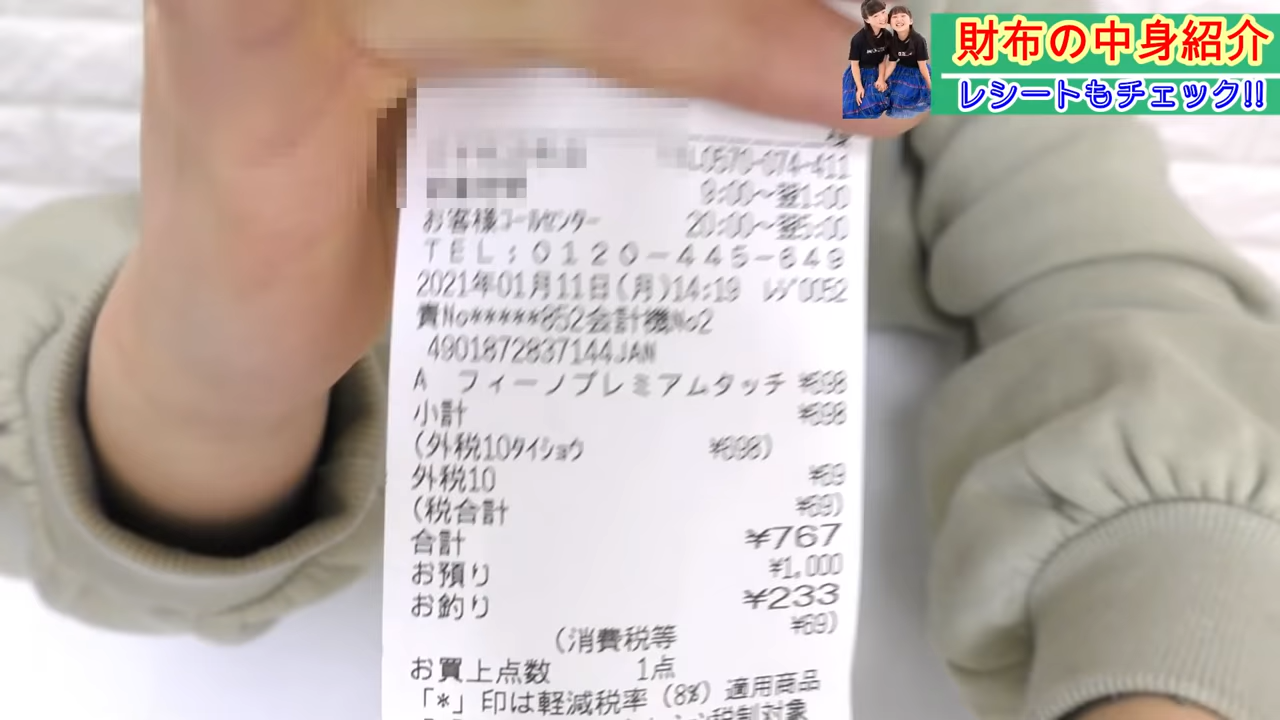 財布の中身紹介
レシートもチェック!!
TEL0570-074-411
9:00~翌1:00
お客様コールセンター 20:00~翌5:00
TEL:0120-445-649
2021年01月11日(月)14:19 レジ0052
責No*****852会計機No2
4901872837144JAN
A フィーノプレミアムタッチ ¥698
小計 ¥698
(外税10タイショウ ¥698)
外税10 ¥69
(税合計 ¥69)
合計 ¥767
お預り ¥1,000
お釣り ¥233
(消費税等 ¥69)
お買上点数 1点
「*」印は軽減税率(8%)適用商品
税制対象